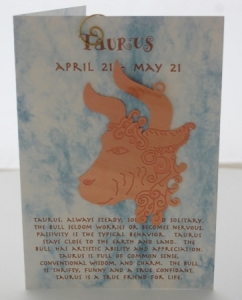 TAURUS
APRIL 21 - MAY 21
TAURUS, ALWAYS STEADY, SOLID SOLITARY.
THE BULL SELDOM WORRIES OR BECOMES NERVOUS.
PASSIVITY IS THE TYPICAL BEHAVIOR. TAURUS
STAYS CLOSE TO THE EARTH AND LAND. THE
BULL HAS ARTISTIC ABILITY AND APPRECIATION.
TAURUS IS FULL OF COMMON SENSE,
CONVENTIONAL WISDOM, AND CHARM. THE BULL
IS THRIFTY, FUNNY AND A TRUE CONFIDANT.
TAURUS IS A TRUE FRIEND FOR LIFE.